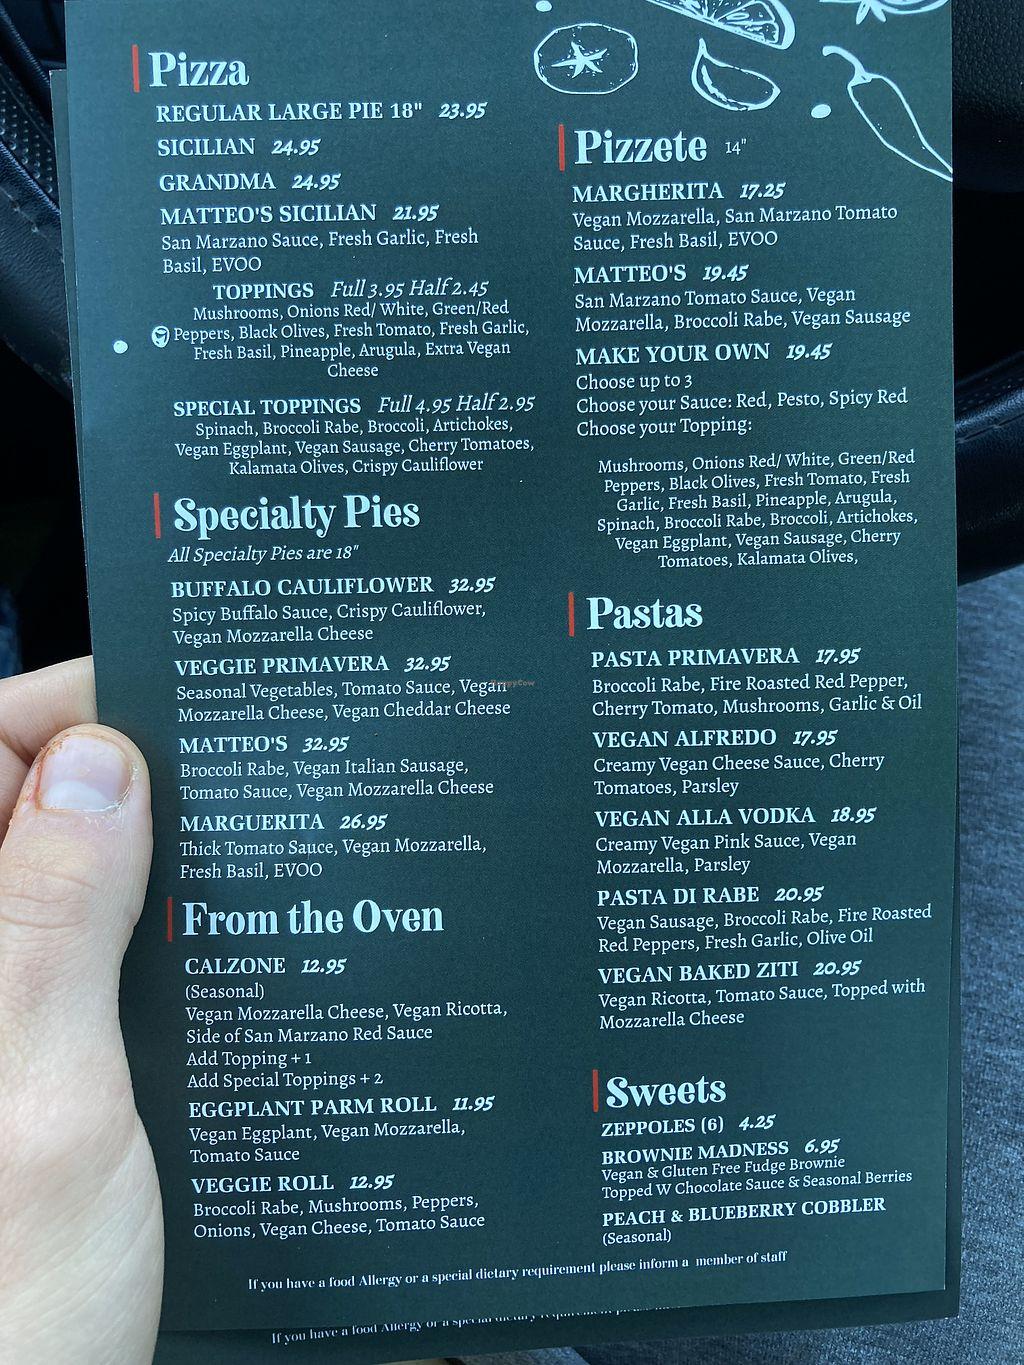 Pizza
REGULAR LARGE PIE 18" 23.95
SICILIAN 24.95
GRANDMA 24.95
MATTEO'S SICILIAN 21.95
San Marzano Sauce, Fresh Garlic, Fresh
Basil, EVOO
TOPPINGS Full 3.95 Half 2.45
Mushrooms, Onions Red/ White, Green/Red
Peppers, Black Olives, Fresh Tomato, Fresh Garlic,
Fresh Basil, Pineapple, Arugula, Extra Vegan
Cheese
SPECIAL TOPPINGS Full 4.95 Half 2.95
Spinach, Broccoli Rabe, Broccoli, Artichokes,
Vegan Eggplant, Vegan Sausage, Cherry Tomatoes,
Kalamata Olives, Crispy Cauliflower
Specialty Pies
All Specialty Pies are 18"
BUFFALO CAULIFLOWER 32.95
Spicy Buffalo Sauce, Crispy Cauliflower,
Vegan Mozzarella Cheese
VEGGIE PRIMAVERA 32.95
Seasonal Vegetables, Tomato Sauce, Vegan
Mozzarella Cheese, Vegan Cheddar Cheese
MATTEO'S 32.95
Broccoli Rabe, Vegan Italian Sausage,
Tomato Sauce, Vegan Mozzarella Cheese
MARGUERITA 26.95
Thick Tomato Sauce, Vegan Mozzarella,
Fresh Basil, EVOO
From the Oven
CALZONE 12.95
(Seasonal)
Vegan Mozzarella Cheese, Vegan Ricotta,
Side of San Marzano Red Sauce
Add Topping + 1
Add Special Toppings + 2
EGGPLANT PARM ROLL 11.95
Vegan Eggplant, Vegan Mozzarella,
Tomato Sauce
VEGGIE ROLL 12.95
Broccoli Rabe, Mushrooms, Peppers,
Onions, Vegan Cheese, Tomato Sauce
Pizzete 14"
MARGHERITA 17.25
Vegan Mozzarella, San Marzano Tomato
Sauce, Fresh Basil, EVOO
MATTEO'S 19.45
San Marzano Tomato Sauce, Vegan
Mozzarella, Broccoli Rabe, Vegan Sausage
MAKE YOUR OWN 19.45
Choose up to 3
Choose your Sauce: Red, Pesto, Spicy Red
Choose your Topping:
Mushrooms, Onions Red/ White, Green/Red
Peppers, Black Olives, Fresh Tomato, Fresh
Garlic, Fresh Basil, Pineapple, Arugula,
Spinach, Broccoli Rabe, Broccoli, Artichokes,
Vegan Eggplant, Vegan Sausage, Cherry
Tomatoes, Kalamata Olives,
Pastas
PASTA PRIMAVERA 17.95
Broccoli Rabe, Fire Roasted Red Pepper,
Cherry Tomato, Mushrooms, Garlic & Oil
VEGAN ALFREDO 17.95
Creamy Vegan Cheese Sauce, Cherry
Tomatoes, Parsley
VEGAN ALLA VODKA 18.95
Creamy Vegan Pink Sauce, Vegan
Mozzarella, Parsley
PASTA DI RABE 20.95
Vegan Sausage, Broccoli Rabe, Fire Roasted
Red Peppers, Fresh Garlic, Olive Oil
VEGAN BAKED ZITI 20.95
Vegan Ricotta, Tomato Sauce, Topped with
Mozzarella Cheese
Sweets
ZEPPOLES (6) 4.25
BROWNIE MADNESS 6.95
Vegan & Gluten Free Fudge Brownie
Topped W Chocolate Sauce & Seasonal Berries
PEACH & BLUEBERRY COBBLER
(Seasonal)
If you have a food Allergy or a special dietary requirement please inform a member of staff
If you have a food Allergy or a special dietary requirement